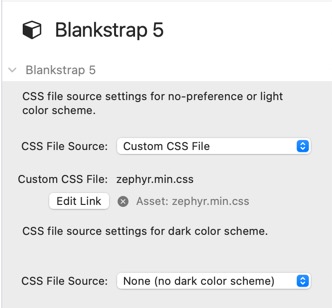 Blankstrap 5
Blankstrap 5
CSS file source settings for no-preference or light
color scheme.
CSS File Source: Custom CSS File
Custom CSS File: zephyr.min.css
Edit Link Asset: zephyr.min.css
CSS file source settings for dark color scheme.
CSS File Source: None (no dark color scheme)